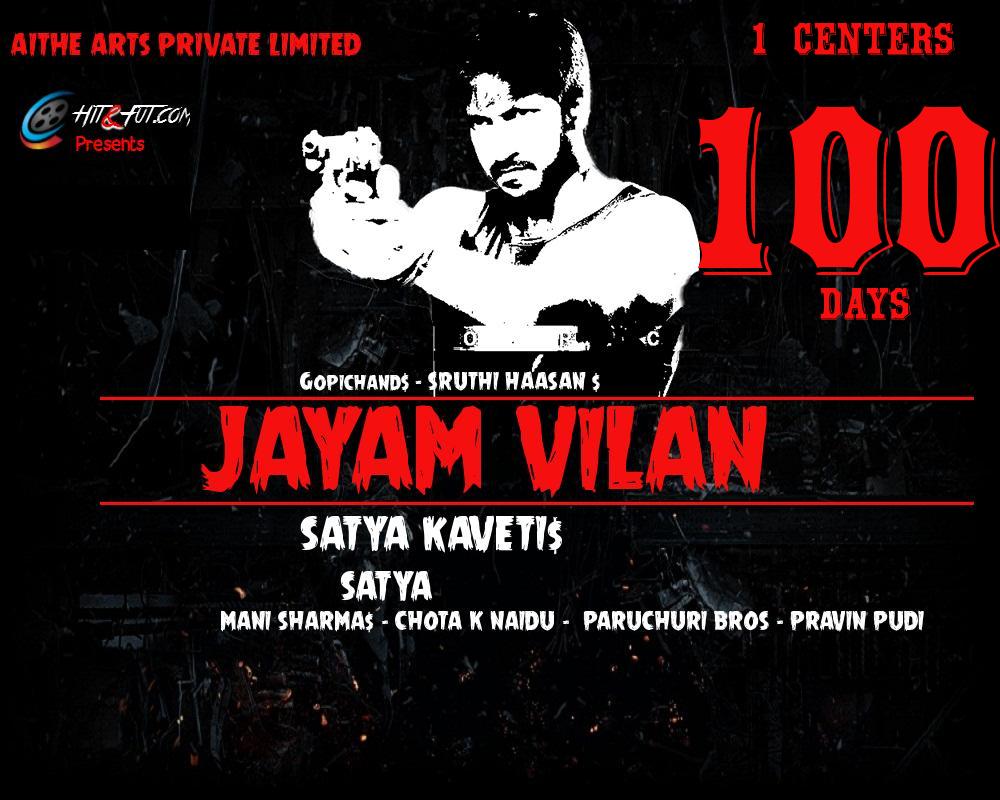 AITHE ARTS PRIVATE LIMITED
1 CENTERS
HIT&FUT.COM
Presents
100
DAYS
GOPICHAND$ - SRUTHI HAASAN $
JAYAM VILAN
SATYA KAVETI$
SATYA
MANI SHARMA$ - CHOTA K NAIDU - PARUCHURI BROS - PRAVIN PUDI